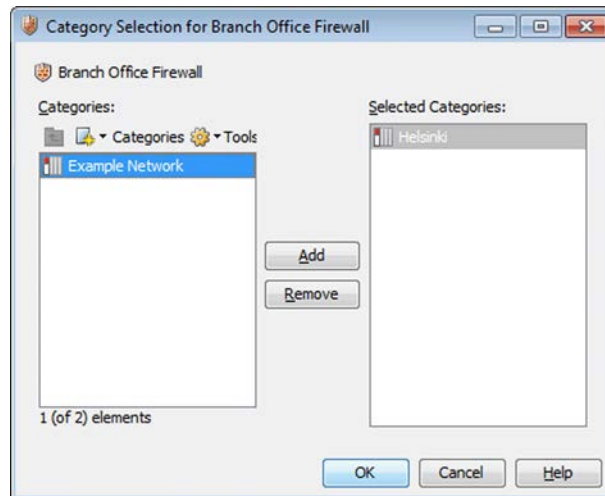 Category Selection for Branch Office Firewall
Branch Office Firewall
Categories:
Categories Tools
Example Network
1 (of 2) elements
Add
Remove
Selected Categories:
Helsinki
OK Cancel Help